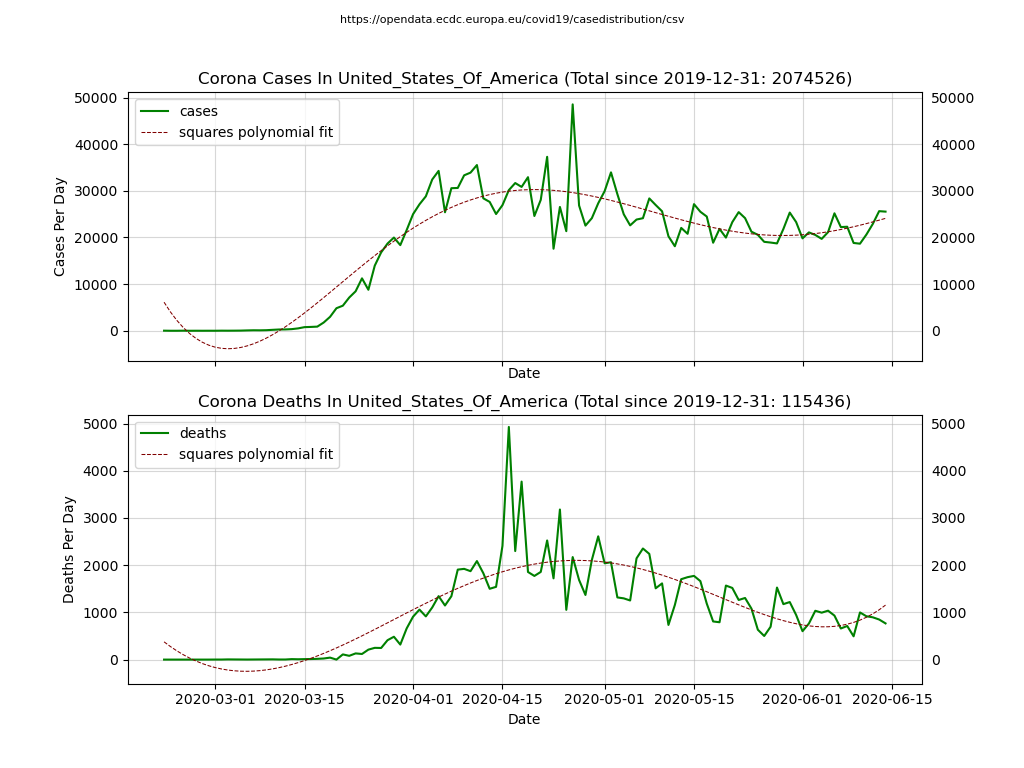 https://opendata.ecdc.europa.eu/covid19/casedistribution/csv
Corona Cases In United_States_Of_America (Total since 2019-12-31: 2074526)
cases
squares polynomial fit
Cases Per Day
50000
40000
30000
20000
10000
0
50000
40000
30000
20000
10000
0
Date
Corona Deaths In United_States_Of_America (Total since 2019-12-31: 115436)
deaths
squares polynomial fit
Deaths Per Day
5000
4000
3000
2000
1000
0
5000
4000
3000
2000
1000
0
2020-03-01 2020-03-15 2020-04-01 2020-04-15 2020-05-01 2020-05-15 2020-06-01 2020-06-15
Date